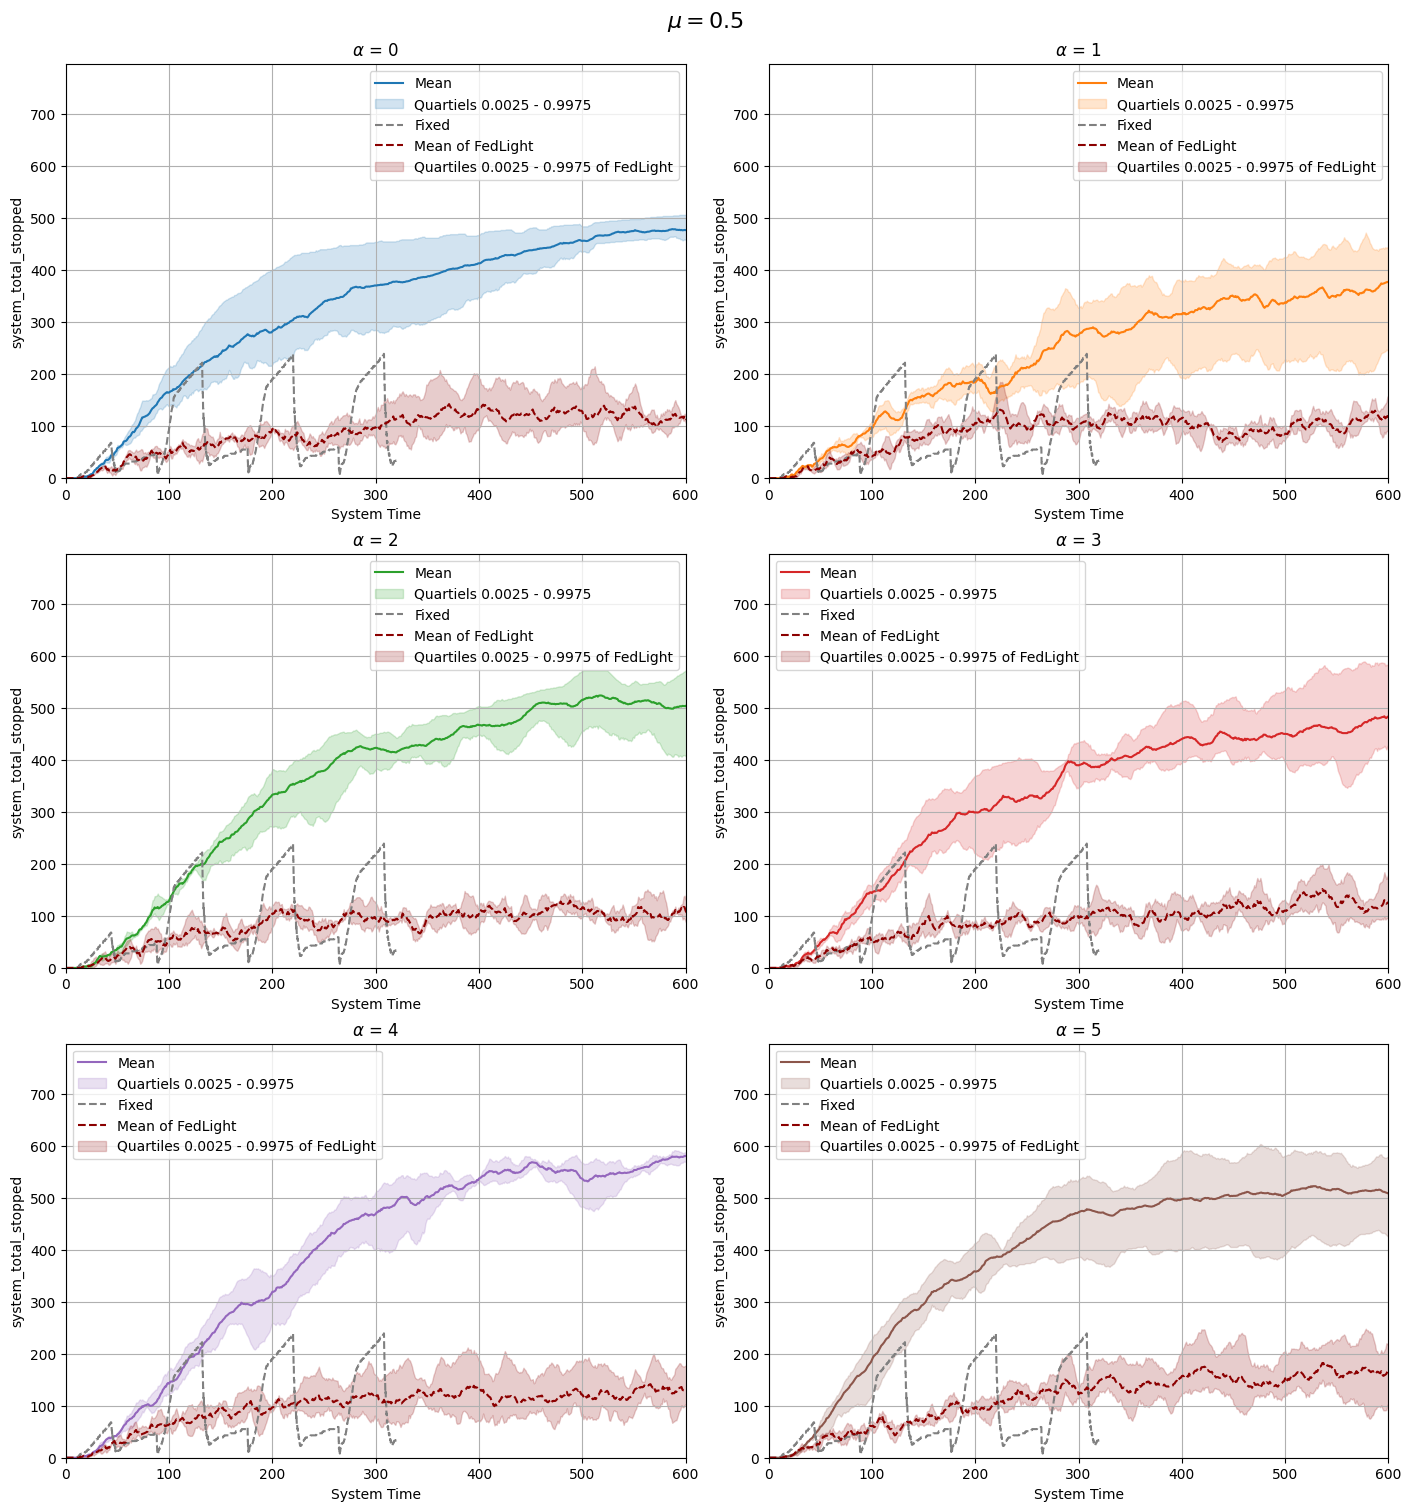 μ = 0.5
α = 0
Mean
Quartiels 0.0025 - 0.9975
Fixed
Mean of FedLight
Quartiles 0.0025 - 0.9975 of FedLight
system_total_stopped
700
600
500
400
300
200
100
0
0 100 200 300 400 500 600
System Time
α = 1
Mean
Quartiels 0.0025 - 0.9975
Fixed
Mean of FedLight
Quartiles 0.0025 - 0.9975 of FedLight
system_total_stopped
700
600
500
400
300
200
100
0
0 100 200 300 400 500 600
System Time
α = 2
Mean
Quartiels 0.0025 - 0.9975
Fixed
Mean of FedLight
Quartiles 0.0025 - 0.9975 of FedLight
system_total_stopped
700
600
500
400
300
200
100
0
0 100 200 300 400 500 600
System Time
α = 3
Mean
Quartiels 0.0025 - 0.9975
Fixed
Mean of FedLight
Quartiles 0.0025 - 0.9975 of FedLight
system_total_stopped
700
600
500
400
300
200
100
0
0 100 200 300 400 500 600
System Time
α = 4
Mean
Quartiels 0.0025 - 0.9975
Fixed
Mean of FedLight
Quartiles 0.0025 - 0.9975 of FedLight
system_total_stopped
700
600
500
400
300
200
100
0
0 100 200 300 400 500 600
System Time
α = 5
Mean
Quartiels 0.0025 - 0.9975
Fixed
Mean of FedLight
Quartiles 0.0025 - 0.9975 of FedLight
system_total_stopped
700
600
500
400
300
200
100
0
0 100 200 300 400 500 600
System Time